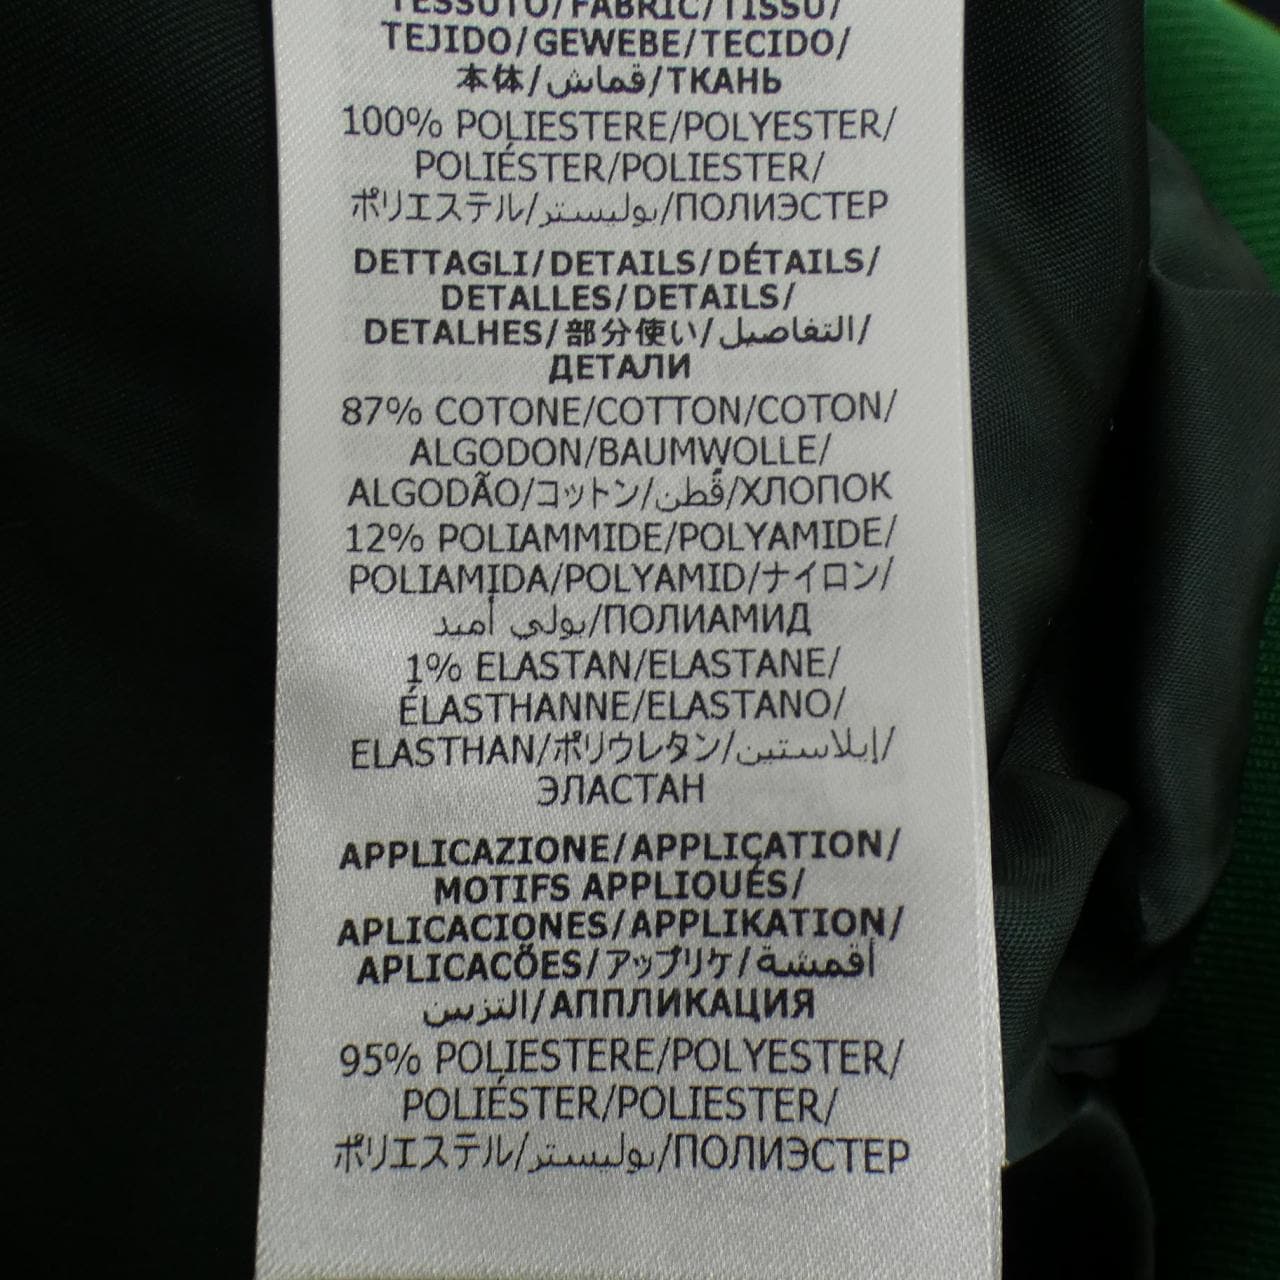 TESSUTO/FABRIC/TISSU/
TEJIDO/GEWEBE/TECIDO/
本体/قماش/ТКАНЬ
100% POLIESTERE/POLYESTER/
POLIÉSTER/POLIESTER/
ポリエステル/بوليستر/ПОЛИЭСТЕР
DETTAGLI/DETAILS/DÉTAILS/
DETALLES/DETAILS/
DETALHES/部分使い/التفاصيل/
ДЕТАЛИ
87% COTONE/COTTON/COTON/
ALGODON/BAUMWOLLE/
ALGODÃO/コットン/قُطن/ХЛОПОК
12% POLIAMMIDE/POLYAMIDE/
POLIAMIDA/POLYAMID/ナイロン/
بولي أميد/ПОЛИАМИД
1% ELASTAN/ELASTANE/
ÉLASTHANNE/ELASTANO/
ELASTHAN/ポリウレタン/إيلاستين/
ЭЛАСТАН
APPLICAZIONE/APPLICATION/
MOTIFS APPLIQUÉS/
APLICACIONES/APPLIKATION/
APLICACÕES/アップリケ/أقمشة
التزيين/АППЛИКАЦИЯ
95% POLIESTERE/POLYESTER/
POLIÉSTER/POLIESTER/
ポリエステル/بوليستر/ПОЛИЭСТЕР